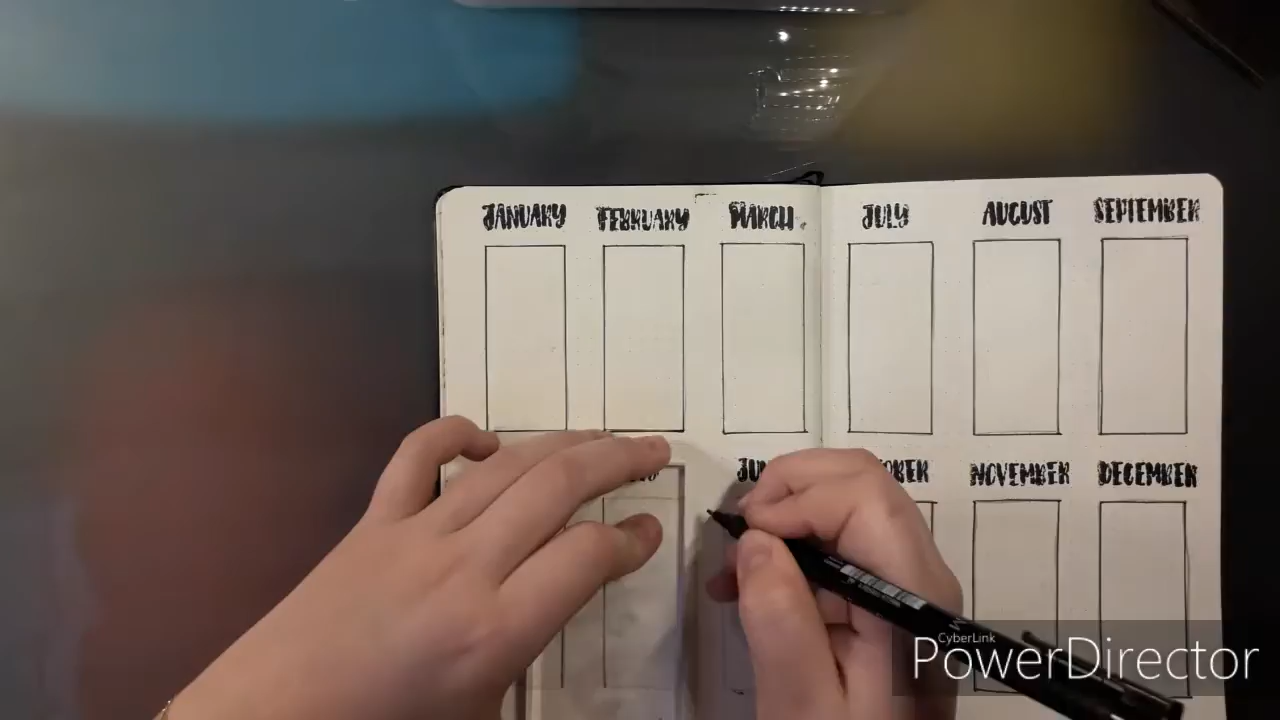 JANUARY FEBRUARY MARCH JULY AUGUST SEPTEMBER
NOVEMBER DECEMBER
CyberLink
PowerDirector